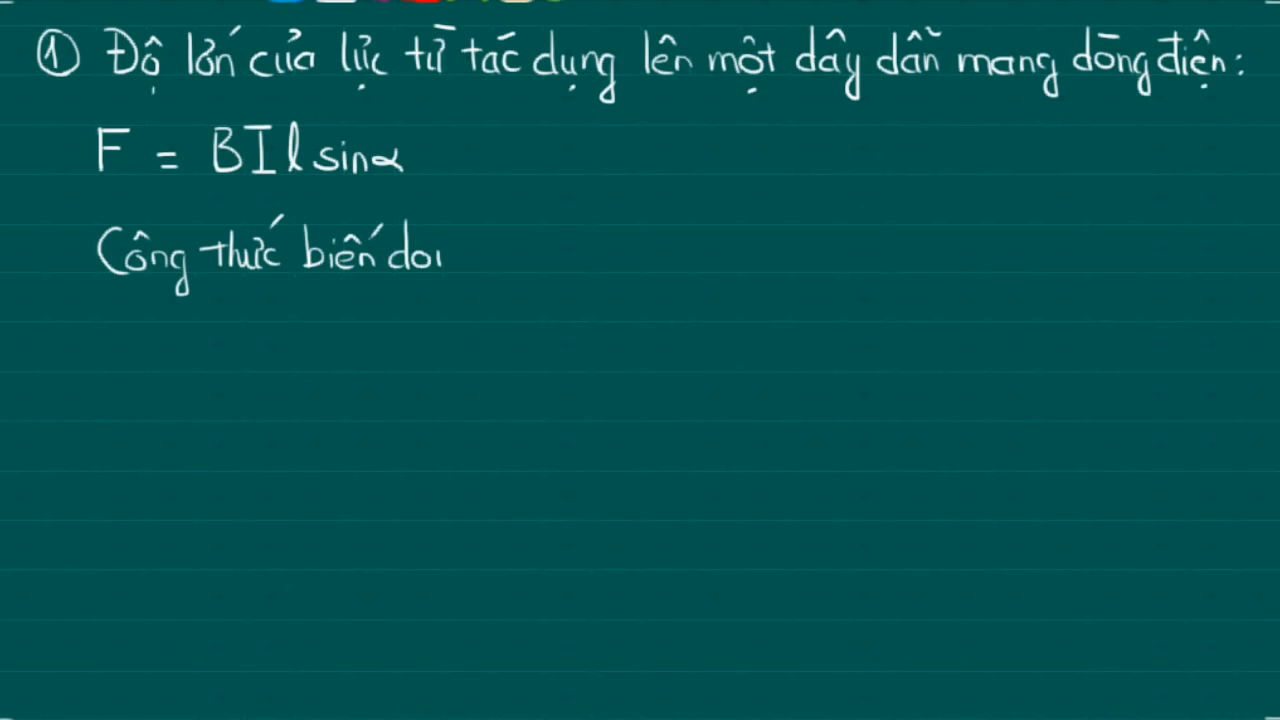 ① Độ lớn của lực từ tác dụng lên một dây dẫn mang dòng điện:
F = BIl sinα
Công thức biến doi